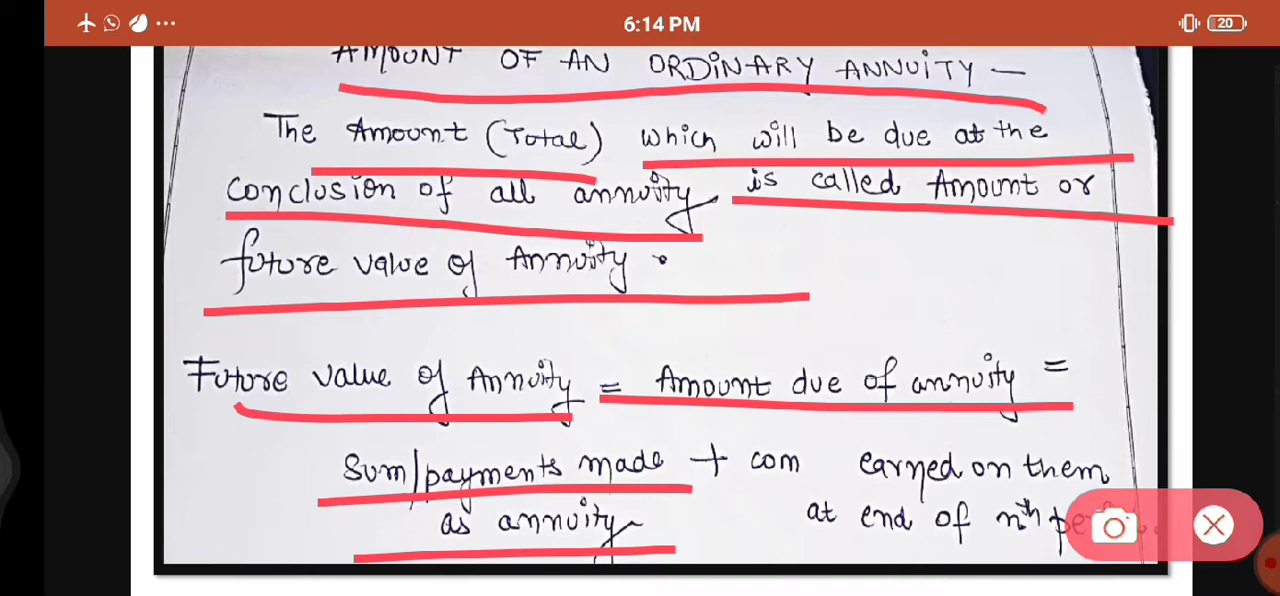 6:14 PM
20
AMOUNT OF AN ORDINARY ANNUITY —
The Amount (Total) which will be due at the
conclusion of all annuity is called Amount or
future value of Annuity.
Future value of Annuity = Amount due of annuity =
Sum/payments made + com earned on them
as annuity at end of nth